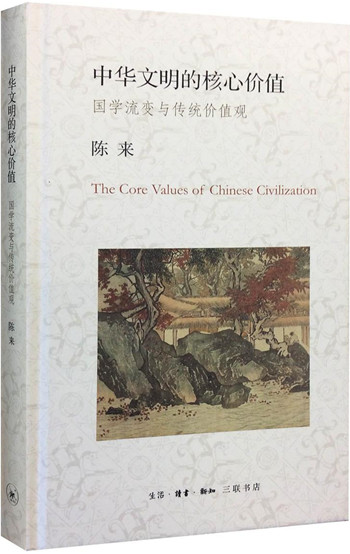 中华文明的核心价值
国学流变与传统价值观
陈来
The Core Values of Chinese Civilization
生活·读书·新知 三联书店
中华文明的核心价值
国学流变与传统价值观
陈来